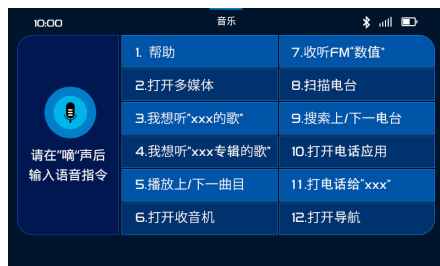 10:00
音乐
请在"嘀"声后
输入语音指令
1. 帮助
2.打开多媒体
3.我想听"xxx的歌"
4.我想听"xxx专辑的歌"
5.播放上/下一曲目
6.打开收音机
7.收听FM"数值"
8.扫描电台
9.搜索上/下一电台
10.打开电话应用
11.打电话给"xxx"
12.打开导航